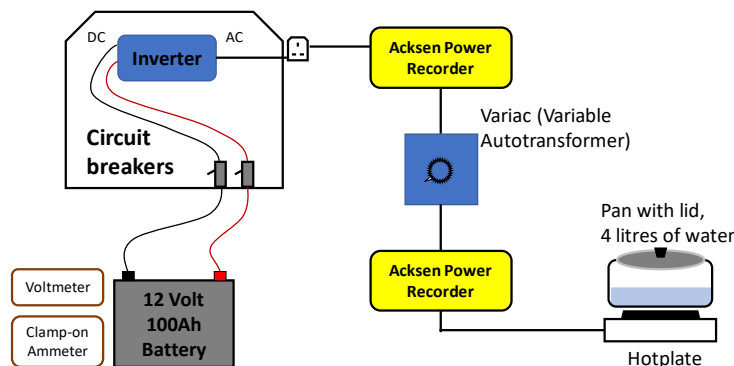 DC
AC
Inverter
Circuit
breakers
Acksen Power
Recorder
Variac (Variable
Autotransformer)
Acksen Power
Recorder
Pan with lid,
4 litres of water
Hotplate
Voltmeter
Clamp-on
Ammeter
12 Volt
100Ah
Battery